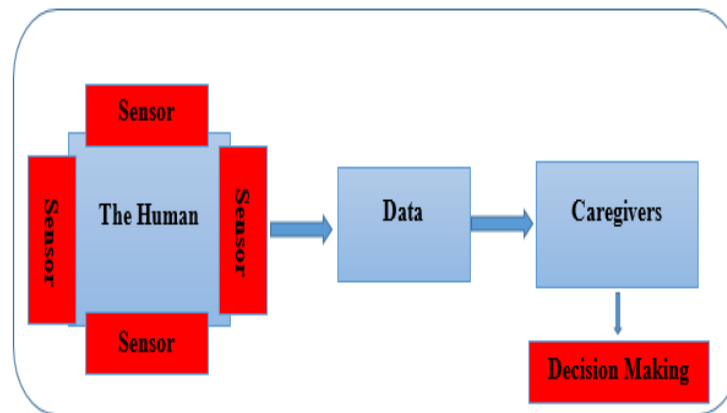 Sensor
Sensor
The Human
Sensor
Sensor
Data
Caregivers
Decision Making